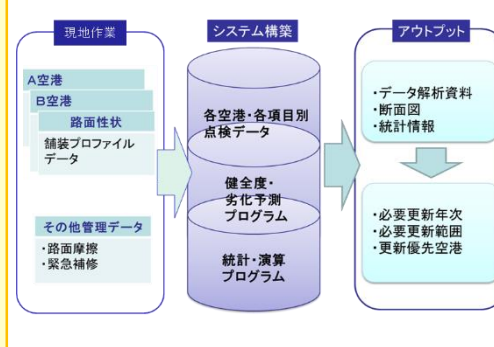 現地作業
A空港
B空港
路面性状
舗装プロファイル
データ
その他管理データ
・路面摩擦
・緊急補修
システム構築
各空港・各項目別
点検データ
健全度・
劣化予測
プログラム
統計・演算
プログラム
アウトプット
・データ解析資料
・断面図
・統計情報
・必要更新年次
・必要更新範囲
・更新優先空港